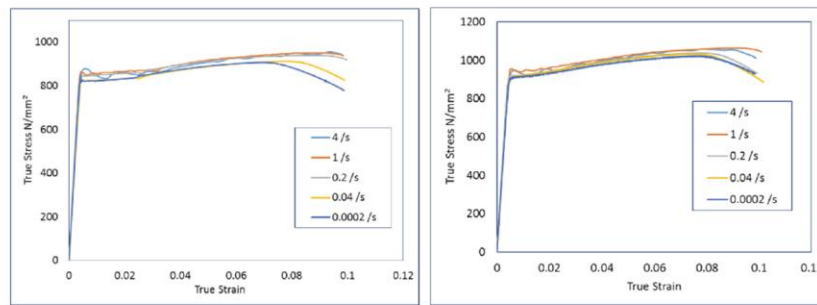 1000
800
600
400
200
0
True Stress N/mm²
4 /s
1 /s
0.2 /s
0.04 /s
0.0002 /s
0 0.02 0.04 0.06 0.08 0.1 0.12
True Strain
1200
1000
800
600
400
200
0
True Stress N/mm²
4 /s
1 /s
0.2 /s
0.04 /s
0.0002 /s
0 0.02 0.04 0.06 0.08 0.1 0.12
True Strain